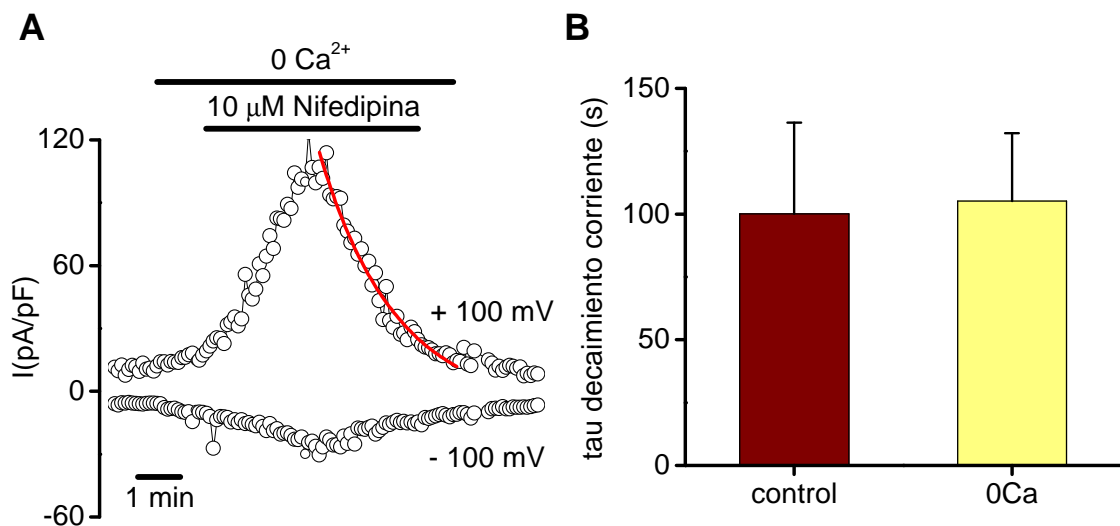 A
0 Ca²⁺
10 μM Nifedipina
120
60
0
-60
I(pA/pF)
+ 100 mV
- 100 mV
1 min
B
150
100
50
0
tau decaimiento corriente (s)
control
0Ca